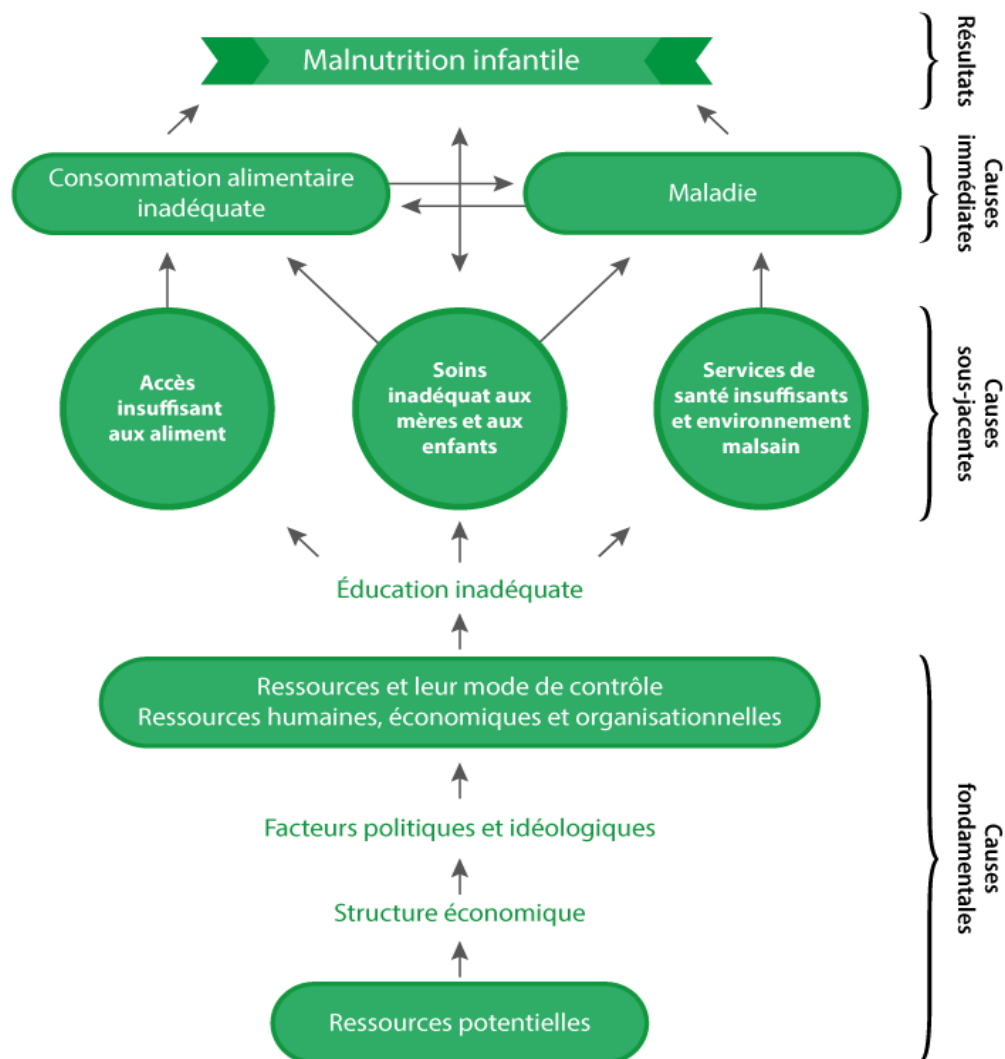 Malnutrition infantile
Résultats
Consommation alimentaire
inadéquate
Maladie
Causes
immédiates
Accès
insuffisant
aux aliment
Soins
inadéquat aux
mères et aux
enfants
Services de
santé insuffisants
et environnement
malsain
Causes
sous-jacentes
Éducation inadéquate
Ressources et leur mode de contrôle
Ressources humaines, économiques et organisationnelles
Facteurs politiques et idéologiques
Structure économique
Ressources potentielles
Causes
fondamentales